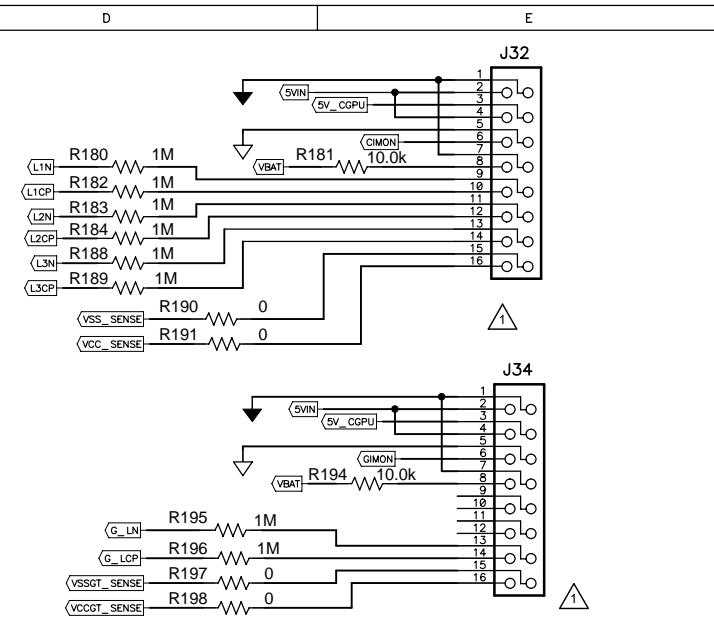 D E
J32
1
2
5VIN
3
5V_CGPU
4
5
6
CIMON
7
VBAT R181 10.0k 8
L1N R180 1M 9
L1CP R182 1M 10
L2N R183 1M 11
L2CP R184 1M 12
L3N R188 1M 13
L3CP R189 1M 14
VSS_SENSE R190 0 15
VCC_SENSE R191 0 16
1
J34
1
2
5VIN
3
5V_CGPU
4
5
6
GIMON
7
VBAT R194 10.0k 8
9
10
11
12
G_LN R195 1M 13
G_LCP R196 1M 14
VSSGT_SENSE R197 0 15
VCCGT_SENSE R198 0 16
1